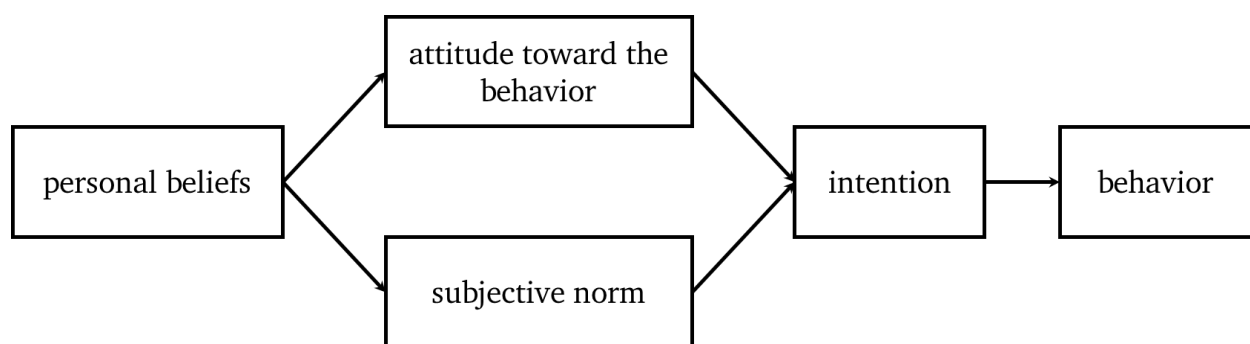 personal beliefs
attitude toward the
behavior
subjective norm
intention
behavior